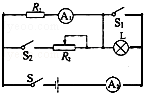 R₁ A₁ S₁
L
S₂ R₂
S A₂